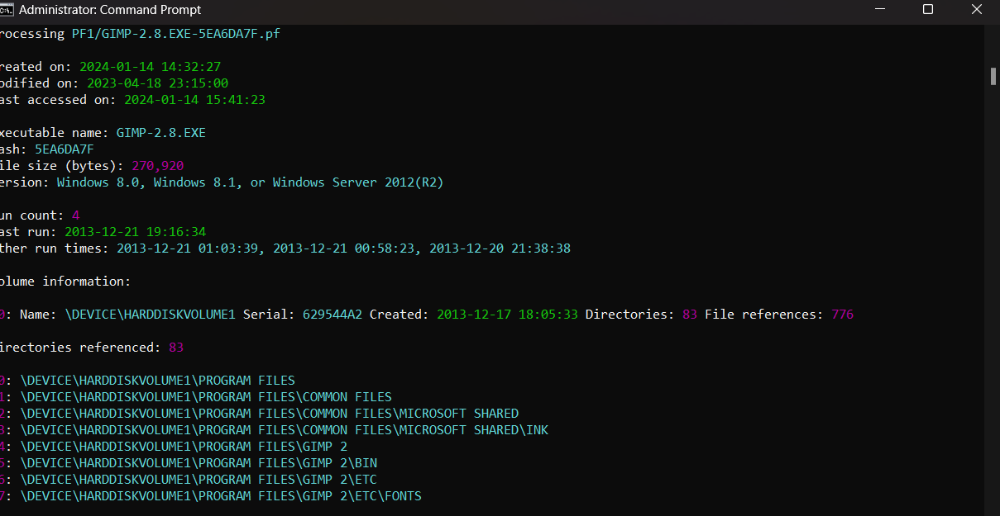 Administrator: Command Prompt
rocessing PF1/GIMP-2.8.EXE-5EA6DA7F.pf
reated on: 2024-01-14 14:32:27
odified on: 2023-04-18 23:15:00
ast accessed on: 2024-01-14 15:41:23
xecutable name: GIMP-2.8.EXE
ash: 5EA6DA7F
ile size (bytes): 270,920
ersion: Windows 8.0, Windows 8.1, or Windows Server 2012(R2)
un count: 4
ast run: 2013-12-21 19:16:34
ther run times: 2013-12-21 01:03:39, 2013-12-21 00:58:23, 2013-12-20 21:38:38
olume information:
0: Name: \DEVICE\HARDDISKVOLUME1 Serial: 629544A2 Created: 2013-12-17 18:05:33 Directories: 83 File references: 776
irectories referenced: 83
0: \DEVICE\HARDDISKVOLUME1\PROGRAM FILES
1: \DEVICE\HARDDISKVOLUME1\PROGRAM FILES\COMMON FILES
2: \DEVICE\HARDDISKVOLUME1\PROGRAM FILES\COMMON FILES\MICROSOFT SHARED
3: \DEVICE\HARDDISKVOLUME1\PROGRAM FILES\COMMON FILES\MICROSOFT SHARED\INK
4: \DEVICE\HARDDISKVOLUME1\PROGRAM FILES\GIMP 2
5: \DEVICE\HARDDISKVOLUME1\PROGRAM FILES\GIMP 2\BIN
6: \DEVICE\HARDDISKVOLUME1\PROGRAM FILES\GIMP 2\ETC
7: \DEVICE\HARDDISKVOLUME1\PROGRAM FILES\GIMP 2\ETC\FONTS